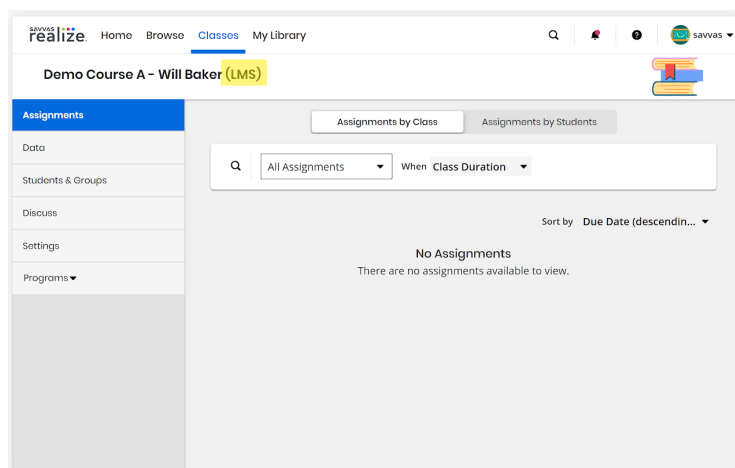 SAVVAS
realize. Home Browse Classes My Library
savvas
Demo Course A - Will Baker (LMS)
Assignments
Data
Students & Groups
Discuss
Settings
Programs
Assignments by Class Assignments by Students
All Assignments When Class Duration
Sort by Due Date (descendin...
No Assignments
There are no assignments available to view.